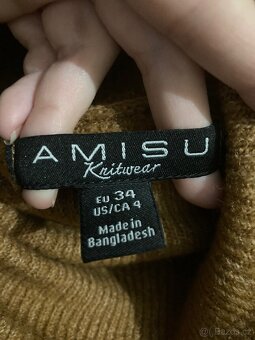 AMISU
Knitwear
EU 34
US/CA 4
Made in
Bangladesh